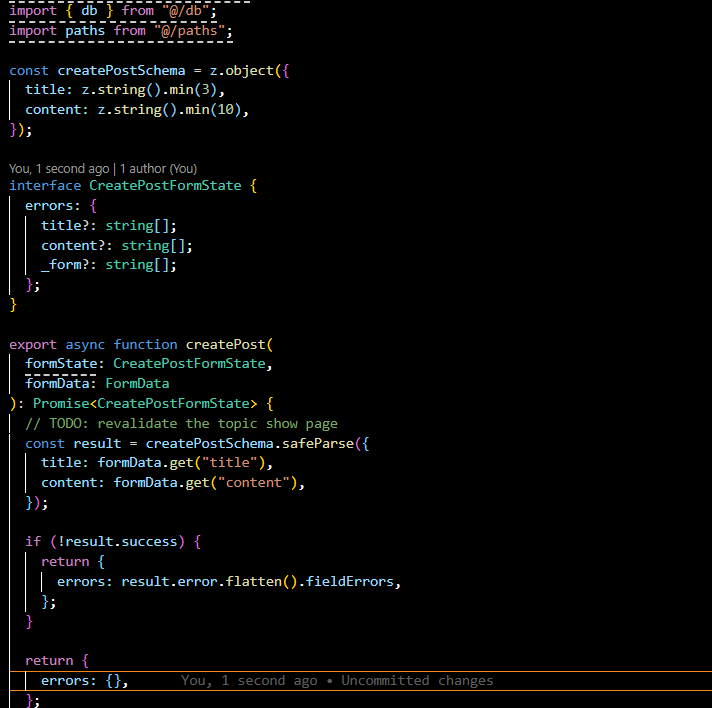 import { db } from "@/db";
import paths from "@/paths";
const createPostSchema = z.object({
  title: z.string().min(3),
  content: z.string().min(10),
});
You, 1 second ago | 1 author (You)
interface CreatePostFormState {
  errors: {
    title?: string[];
    content?: string[];
    _form?: string[];
  };
}
export async function createPost(
  formState: CreatePostFormState,
  formData: FormData
): Promise<CreatePostFormState> {
  // TODO: revalidate the topic show page
  const result = createPostSchema.safeParse({
    title: formData.get("title"),
    content: formData.get("content"),
  });
  if (!result.success) {
    return {
      errors: result.error.flatten().fieldErrors,
    };
  }
  return {
    errors: {},      You, 1 second ago • Uncommitted changes
  };